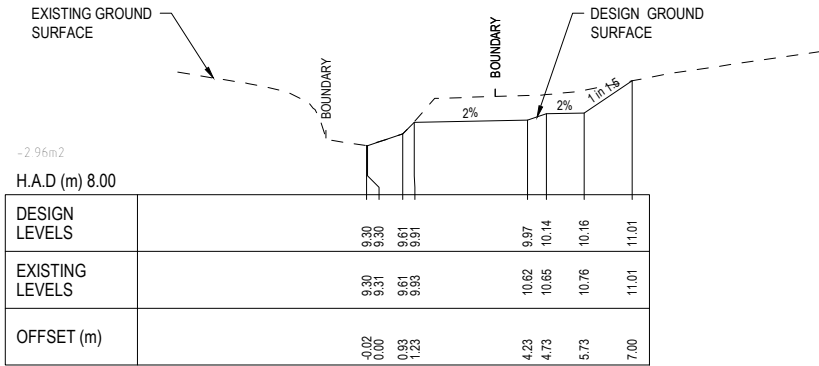 EXISTING GROUND
SURFACE
DESIGN GROUND
SURFACE
BOUNDARY
BOUNDARY
2%
2%
1 in 1.5
-2.96m2
H.A.D (m) 8.00
DESIGN
LEVELS
9.30 9.30 9.61 9.91 9.97 10.14 10.16 11.01
EXISTING
LEVELS
9.30 9.31 9.61 9.93 10.62 10.65 10.76 11.01
OFFSET (m)
-0.02 0.00 0.93 1.23 4.23 4.73 5.73 7.00